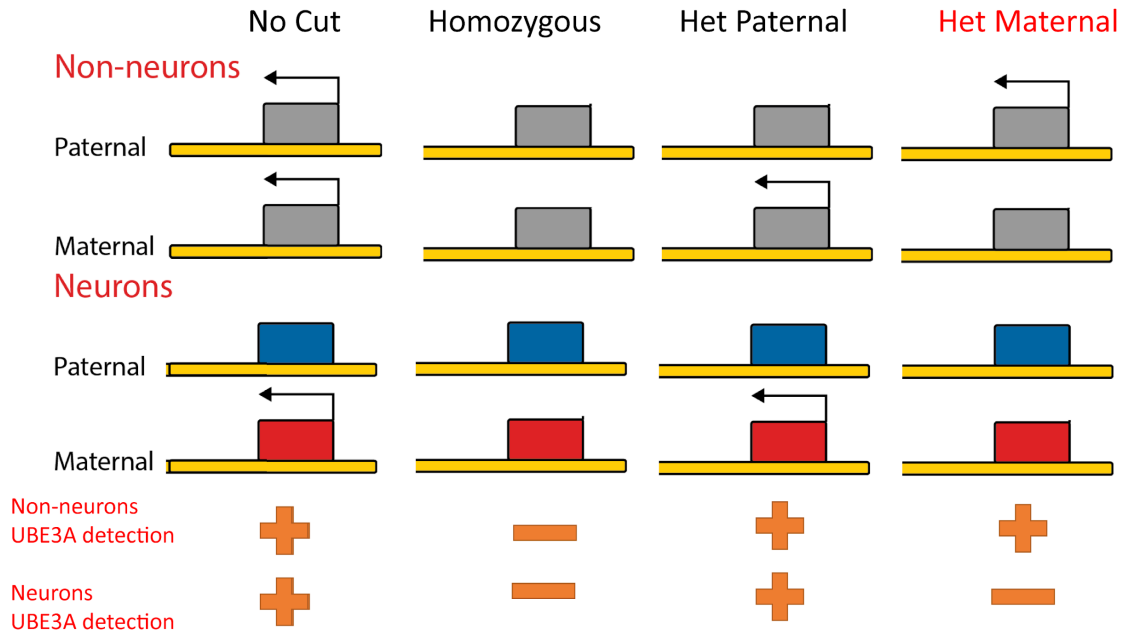 No Cut Homozygous Het Paternal Het Maternal
Non-neurons
Paternal
Maternal
Neurons
Paternal
Maternal
Non-neurons
UBE3A detection
Neurons
UBE3A detection